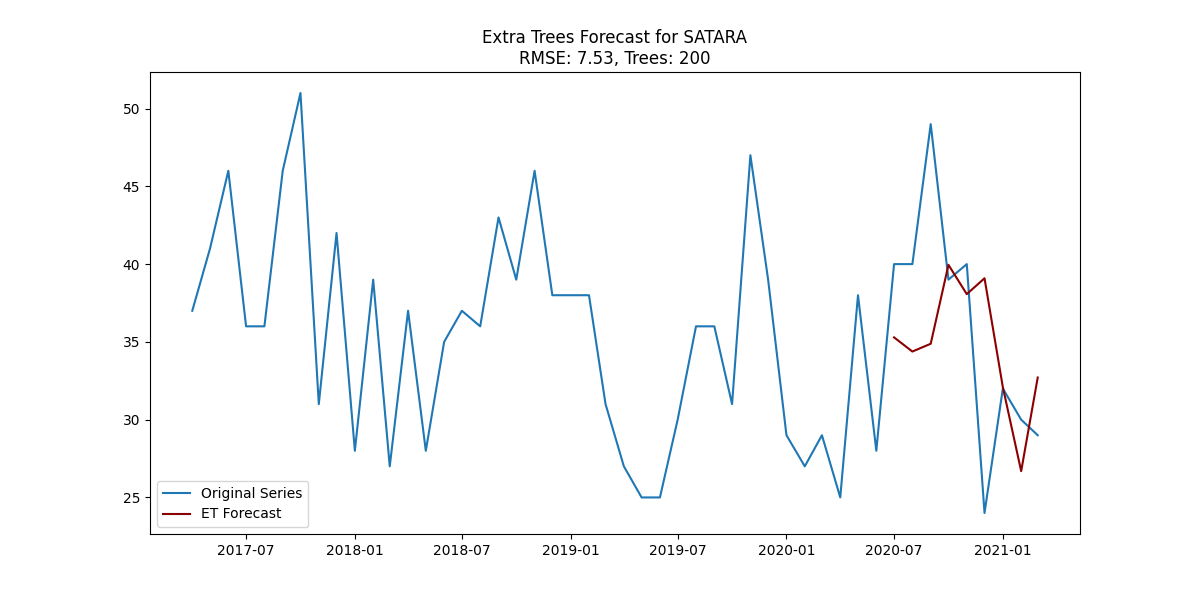 Extra Trees Forecast for SATARA
RMSE: 7.53, Trees: 200
50
45
40
35
30
25
Original Series
ET Forecast
2017-07 2018-01 2018-07 2019-01 2019-07 2020-01 2020-07 2021-01